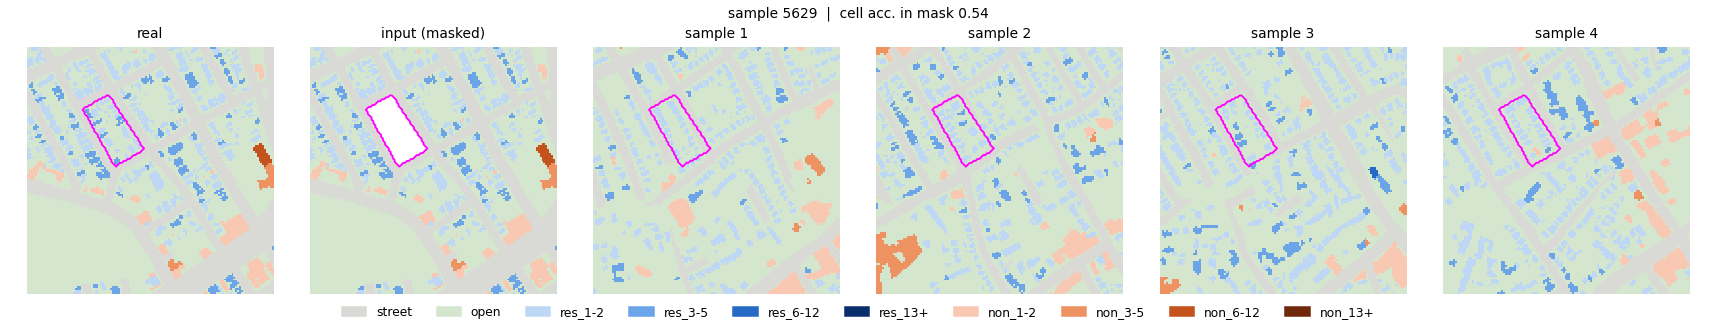 sample 5629  |  cell acc. in mask 0.54
real
input (masked)
sample 1
sample 2
sample 3
sample 4
street
open
res_1-2
res_3-5
res_6-12
res_13+
non_1-2
non_3-5
non_6-12
non_13+